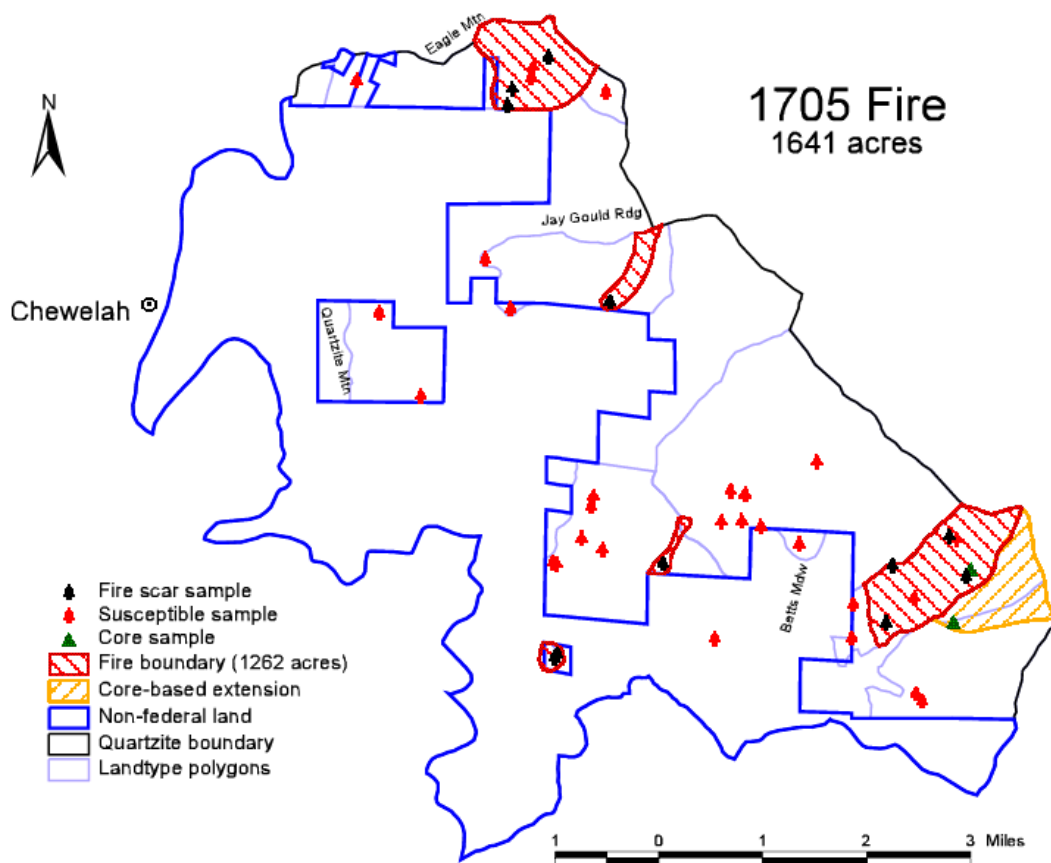 Eagle Mtn
N
1705 Fire
1641 acres
Jay Gould Rdg
Chewelah
Quartzite Mtn
Betts Mdw
Fire scar sample
Susceptible sample
Core sample
Fire boundary (1262 acres)
Core-based extension
Non-federal land
Quartzite boundary
Landtype polygons
1 0 1 2 3 Miles